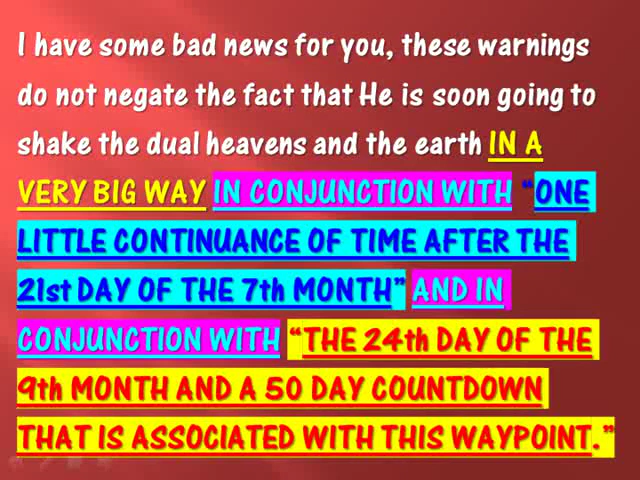 I have some bad news for you, these warnings
do not negate the fact that He is soon going to
shake the dual heavens and the earth IN A
VERY BIG WAY IN CONJUNCTION WITH “ONE
LITTLE CONTINUANCE OF TIME AFTER THE
21st DAY OF THE 7th MONTH” AND IN
CONJUNCTION WITH “THE 24th DAY OF THE
9th MONTH AND A 50 DAY COUNTDOWN
THAT IS ASSOCIATED WITH THIS WAYPOINT.”